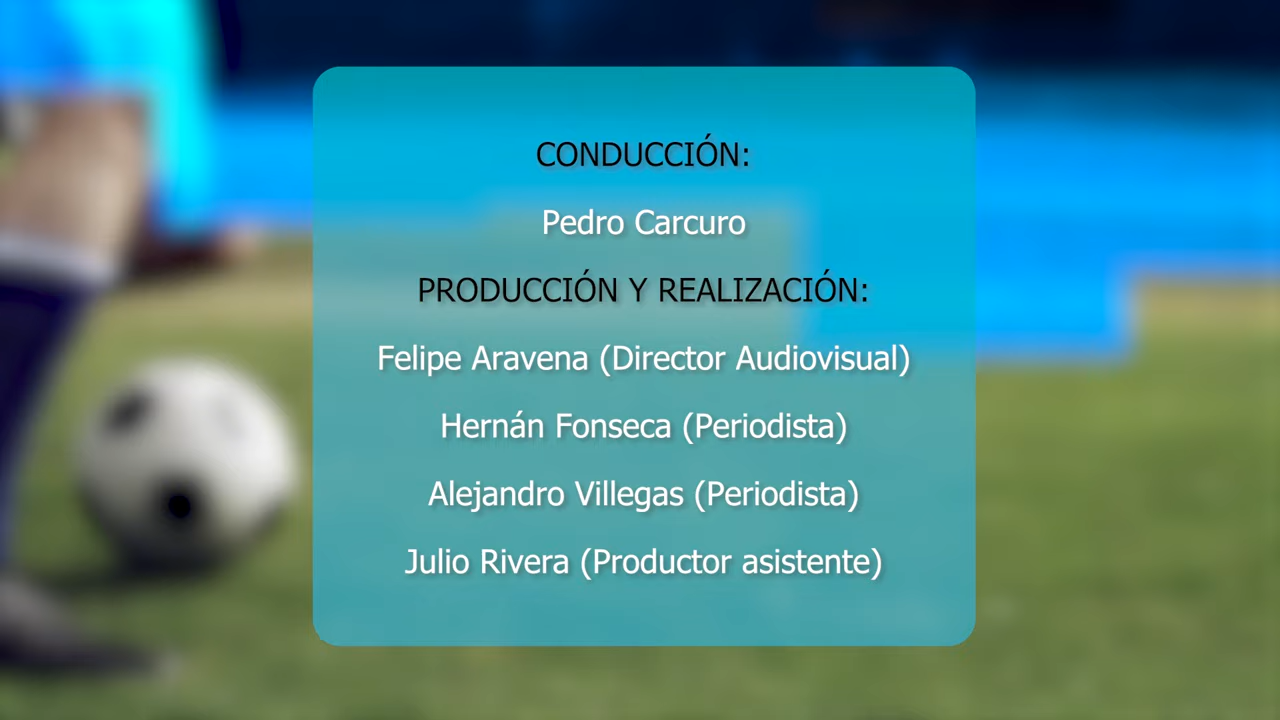 CONDUCCIÓN:
Pedro Carcuro
PRODUCCIÓN Y REALIZACIÓN:
Felipe Aravena (Director Audiovisual)
Hernán Fonseca (Periodista)
Alejandro Villegas (Periodista)
Julio Rivera (Productor asistente)